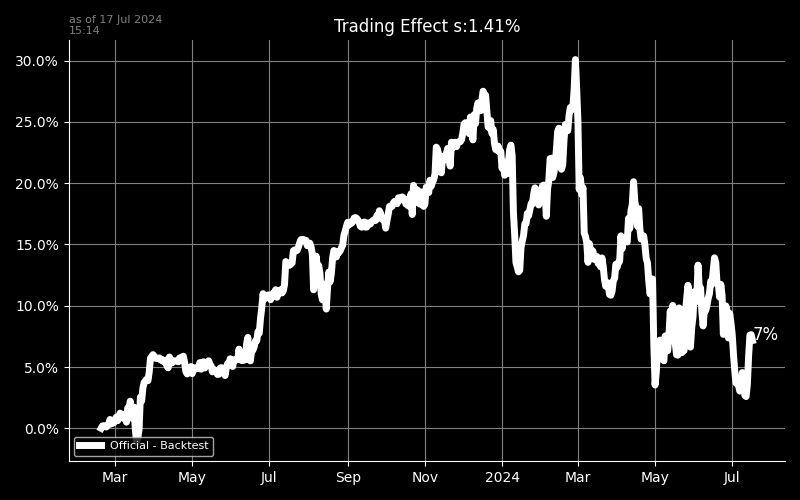 as of 17 Jul 2024
15:14
Trading Effect s:1.41%
30.0%
25.0%
20.0%
15.0%
10.0%
5.0%
0.0%
7%
Official - Backtest
Mar May Jul Sep Nov 2024 Mar May Jul